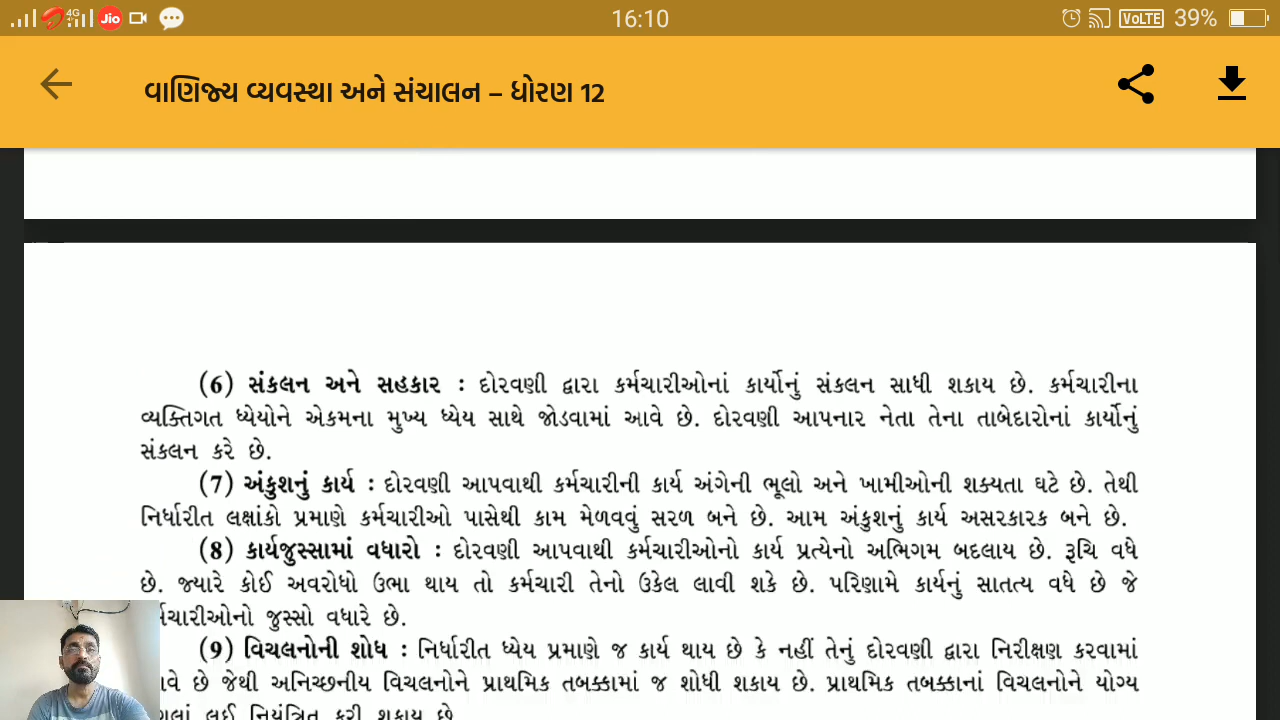 4G
Jio
16:10
VoLTE 39%
વાણિજ્ય વ્યવસ્થા અને સંચાલન – ધોરણ 12
(6) સંકલન અને સહકાર : દોરવણી દ્વારા કર્મચારીઓનાં કાર્યોનું સંકલન સાધી શકાય છે. કર્મચારીના
વ્યક્તિગત ધ્યેયોને એકમના મુખ્ય ધ્યેય સાથે જોડવામાં આવે છે. દોરવણી આપનાર નેતા તેના તાબેદારોનાં કાર્યોનું
સંકલન કરે છે.
(7) અંકુશનું કાર્ય : દોરવણી આપવાથી કર્મચારીની કાર્ય અંગેની ભૂલો અને ખામીઓની શક્યતા ઘટે છે. તેથી
નિર્ધારીત લક્ષાંકો પ્રમાણે કર્મચારીઓ પાસેથી કામ મેળવવું સરળ બને છે. આમ અંકુશનું કાર્ય અસરકારક બને છે.
(8) કાર્યજુસ્સામાં વધારો : દોરવણી આપવાથી કર્મચારીઓનો કાર્ય પ્રત્યેનો અભિગમ બદલાય છે. રૂચિ વધે
છે. જ્યારે કોઈ અવરોધો ઉભા થાય તો કર્મચારી તેનો ઉકેલ લાવી શકે છે. પરિણામે કાર્યનું સાતત્ય વધે છે જે
ર્મચારીઓનો જુસ્સો વધારે છે.
(9) વિચલનોની શોધ : નિર્ધારીત ધ્યેય પ્રમાણે જ કાર્ય થાય છે કે નહીં તેનું દોરવણી દ્વારા નિરીક્ષણ કરવામાં
ાવે છે જેથી અનિચ્છનીય વિચલનોને પ્રાથમિક તબક્કામાં જ શોધી શકાય છે. પ્રાથમિક તબક્કાનાં વિચલનોને યોગ્ય
ગલાં લઈ નિયંત્રિત કરી શકાય છે